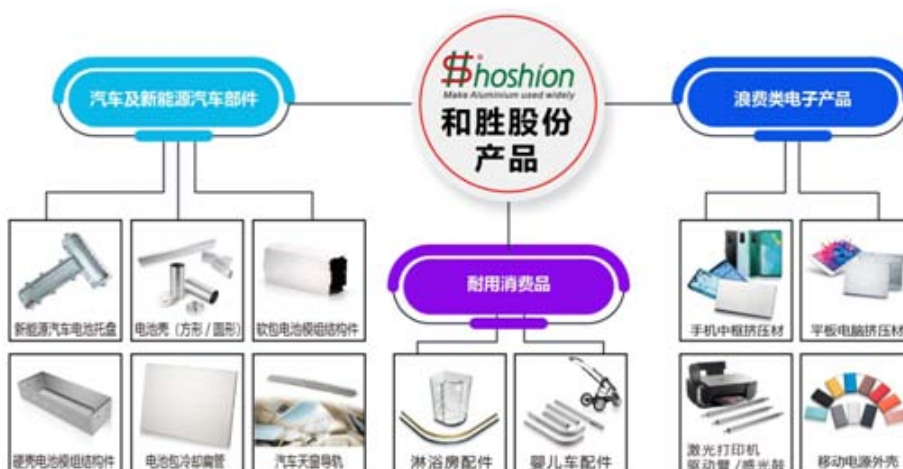 hoshion
Make Aluminium used widely
和胜股份
产品
汽车及新能源汽车部件
浪费类电子产品
耐用消费品
新能源汽车电池托盘
电池壳(方形/圆形)
软包电池模组结构件
手机中框挤压材
平板电脑挤压材
硬壳电池模组结构件
电池包冷却扁管
汽车天窗导轨
淋浴房配件
婴儿车配件
激光打印机
驱动臂/感光鼓
移动电源外壳